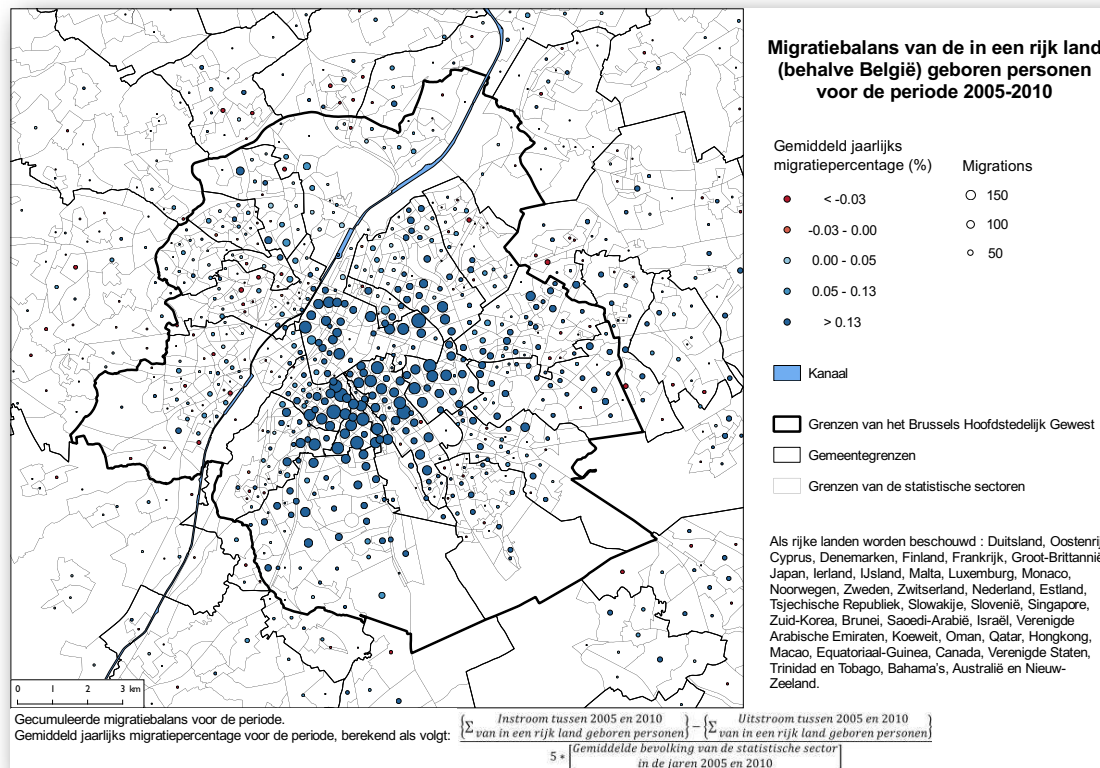 Migratiebalans van de in een rijk land
(behalve België) geboren personen
voor de periode 2005-2010
Gemiddeld jaarlijks
migratiepercentage (%)
< -0.03
-0.03 - 0.00
0.00 - 0.05
0.05 - 0.13
> 0.13
Migrations
150
100
50
Kanaal
Grenzen van het Brussels Hoofdstedelijk Gewest
Gemeentegrenzen
Grenzen van de statistische sectoren
Als rijke landen worden beschouwd : Duitsland, Oostenrij
Cyprus, Denemarken, Finland, Frankrijk, Groot-Brittannië
Japan, Ierland, IJsland, Malta, Luxemburg, Monaco,
Noorwegen, Zweden, Zwitserland, Nederland, Estland,
Tsjechische Republiek, Slowakije, Slovenië, Singapore,
Zuid-Korea, Brunei, Saoedi-Arabië, Israël, Verenigde
Arabische Emiraten, Koeweit, Oman, Qatar, Hongkong,
Macao, Equatoriaal-Guinea, Canada, Verenigde Staten,
Trinidad en Tobago, Bahama's, Australië en Nieuw-
Zeeland.
0 1 2 3 km
Gecumuleerde migratiebalans voor de periode.
Gemiddeld jaarlijks migratiepercentage voor de periode, berekend als volgt:
{Σ Instroom tussen 2005 en 2010 van in een rijk land geboren personen} − {Σ Uitstroom tussen 2005 en 2010 van in een rijk land geboren personen}
5 * [Gemiddelde bevolking van de statistische sector in de jaren 2005 en 2010]